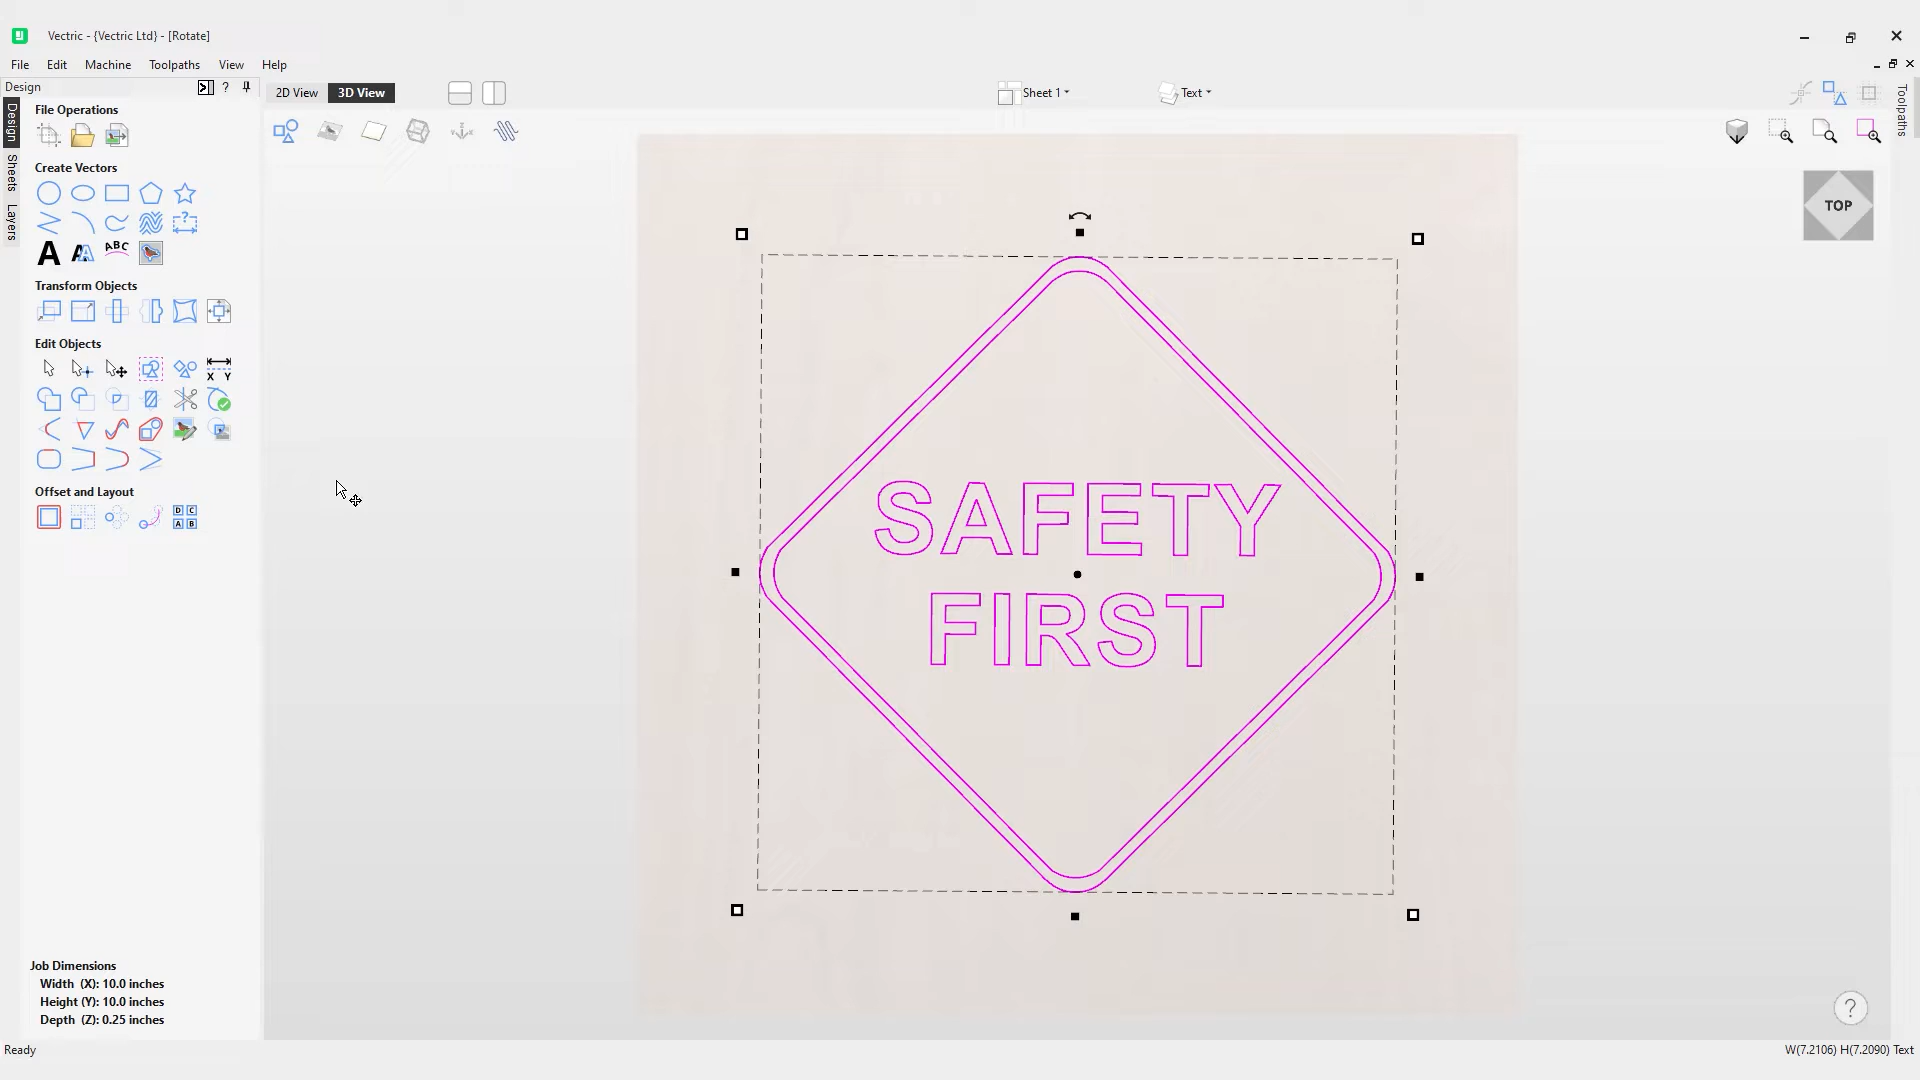 Vectric - {Vectric Ltd} - [Rotate]
File Edit Machine Toolpaths View Help
Design ?
2D View 3D View Sheet 1 Text
Design
Sheets
Layers
Toolpaths
File Operations
Create Vectors
A A ABC
Transform Objects
Edit Objects
X Y
Offset and Layout
D C
A B
TOP
SAFETY
FIRST
Job Dimensions
Width (X): 10.0 inches
Height (Y): 10.0 inches
Depth (Z): 0.25 inches
?
Ready W(7.2106) H(7.2090) Text